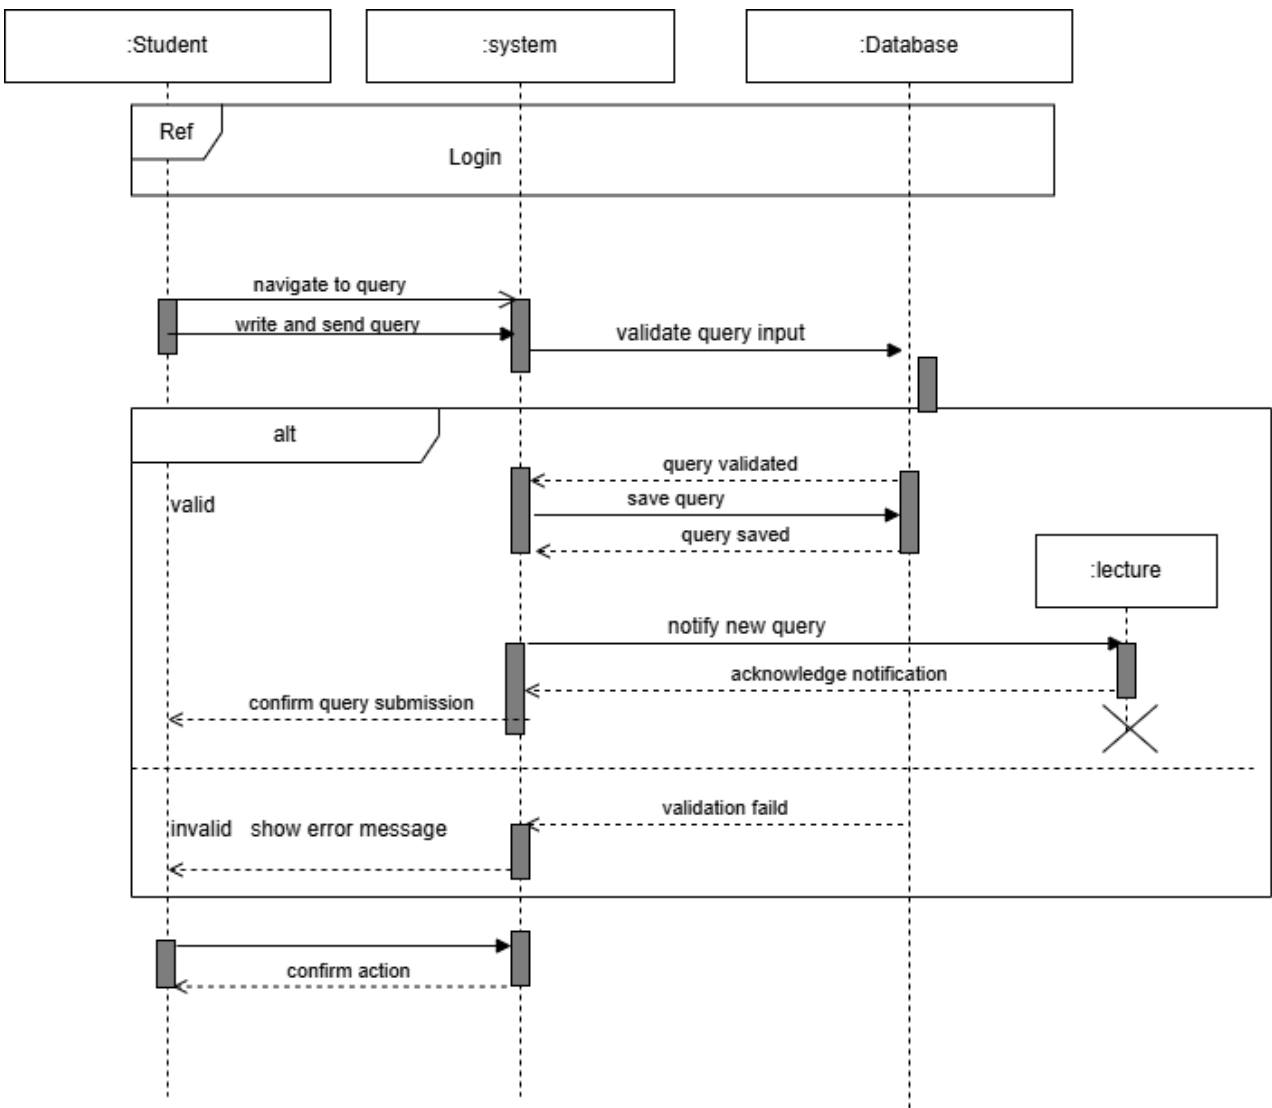 :Student
:system
:Database
Ref
Login
navigate to query
write and send query
validate query input
alt
query validated
valid
save query
query saved
:lecture
notify new query
acknowledge notification
confirm query submission
validation faild
invalid show error message
confirm action